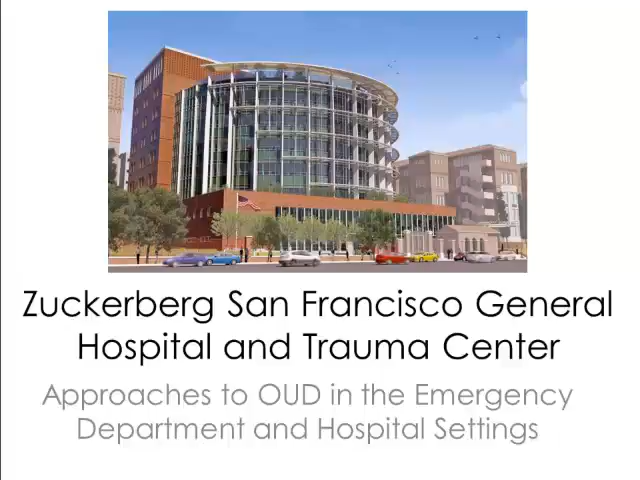 Zuckerberg San Francisco General
Hospital and Trauma Center
Approaches to OUD in the Emergency
Department and Hospital Settings